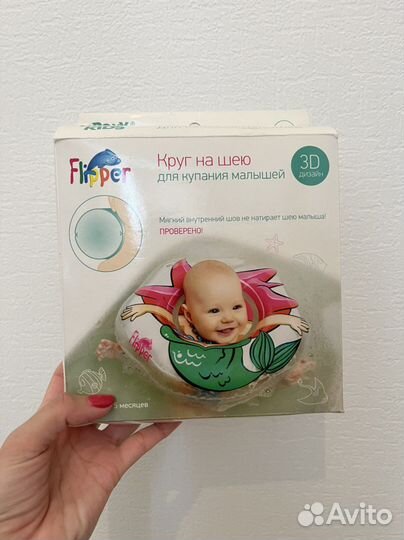 KIDS
Flipper
Круг на шею
для купания малышей
3D
дизайн
Мягкий внутренний шов не натирает шею малыша!
ПРОВЕРЕНО!
Flipper
месяцев
Avito